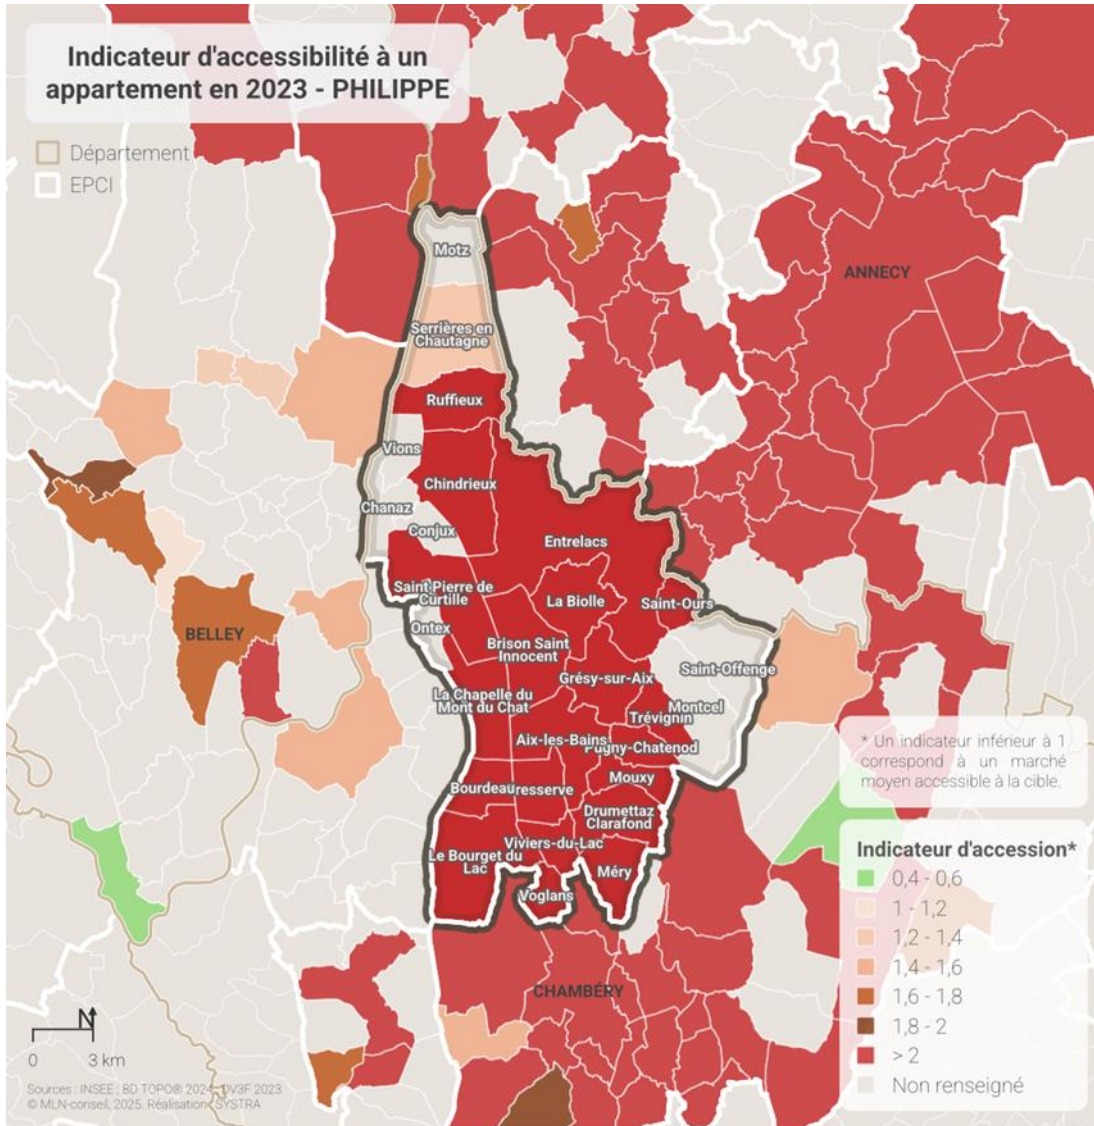 Indicateur d'accessibilité à un
appartement en 2023 - PHILIPPE
Département
EPCI
Motz
ANNECY
Serrières en
Chautagne
Ruffieux
Vions
Chindrieux
Chanaz
Conjux
Entrelacs
Saint-Pierre de
Curtille
La Biolle
Saint-Ours
Ontex
BELLEY
Brison Saint
Innocent
Saint-Offenge
Grésy-sur-Aix
La Chapelle du
Mont du Chat
Montcel
Trévignin
Aix-les-Bains
Pugny-Chatenod
Mouxy
Bourdeau
resserve
Drumettaz
Clarafond
Viviers-du-Lac
Le Bourget du
Lac
Méry
Voglans
CHAMBÉRY
* Un indicateur inférieur à 1
correspond à un marché
moyen accessible à la cible.
Indicateur d'accession*
0,4 - 0,6
1 - 1,2
1,2 - 1,4
1,4 - 1,6
1,6 - 1,8
1,8 - 2
> 2
Non renseigné
N
0 3 km
Sources : INSEE ; BD TOPO® 2024 ; DV3F 2023
© MLN-conseil, 2025. Réalisation : SYSTRA